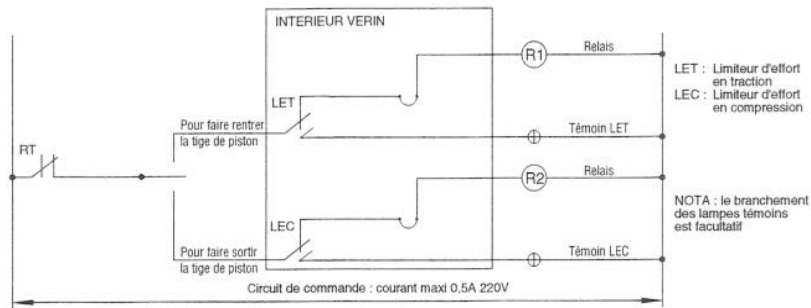 INTERIEUR VERIN
R1
Relais
LET : Limiteur d'effort
en traction
LEC : Limiteur d'effort
en compression
LET
Pour faire rentrer
la tige de piston
Témoin LET
RT
R2
Relais
NOTA : le branchement
des lampes témoins
est facultatif
LEC
Pour faire sortir
la tige de piston
Témoin LEC
Circuit de commande : courant maxi 0,5A 220V